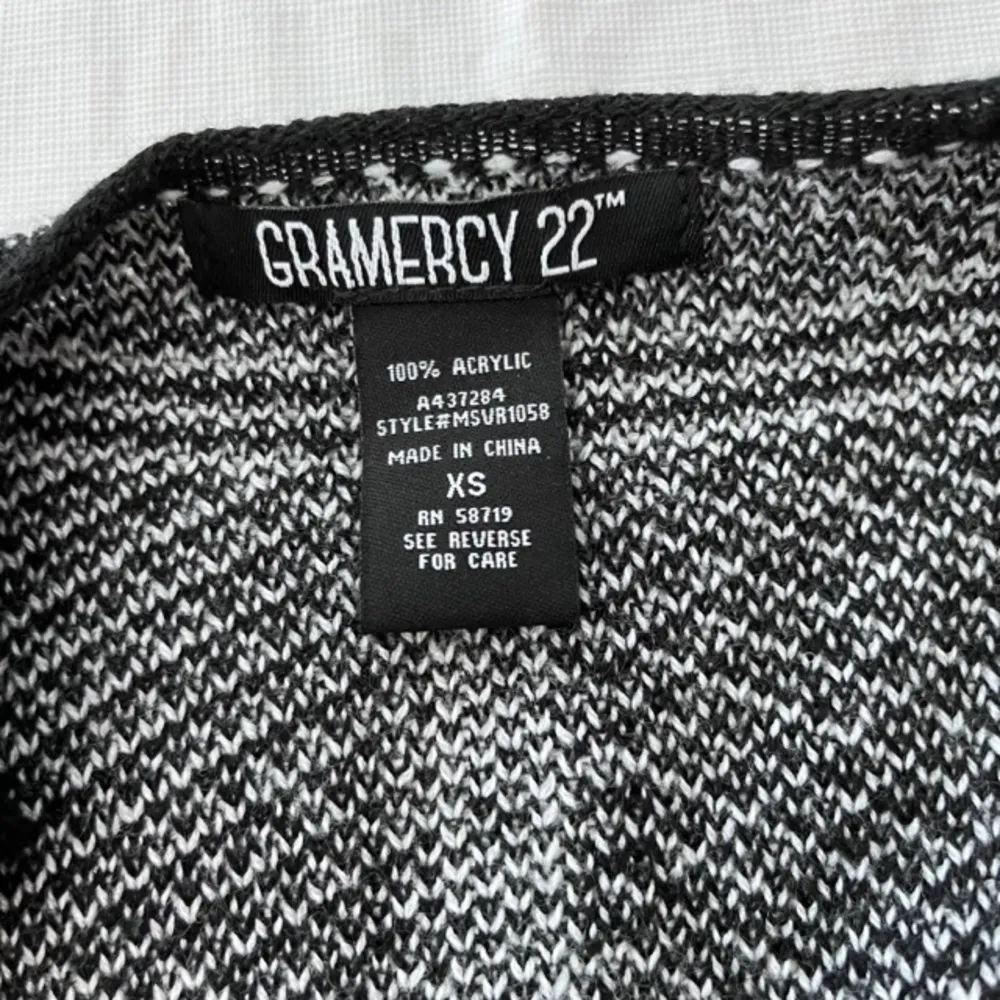 GRAMERCY 22™
100% ACRYLIC
A437284
STYLE#MSVR1058
MADE IN CHINA
XS
RN 58719
SEE REVERSE
FOR CARE